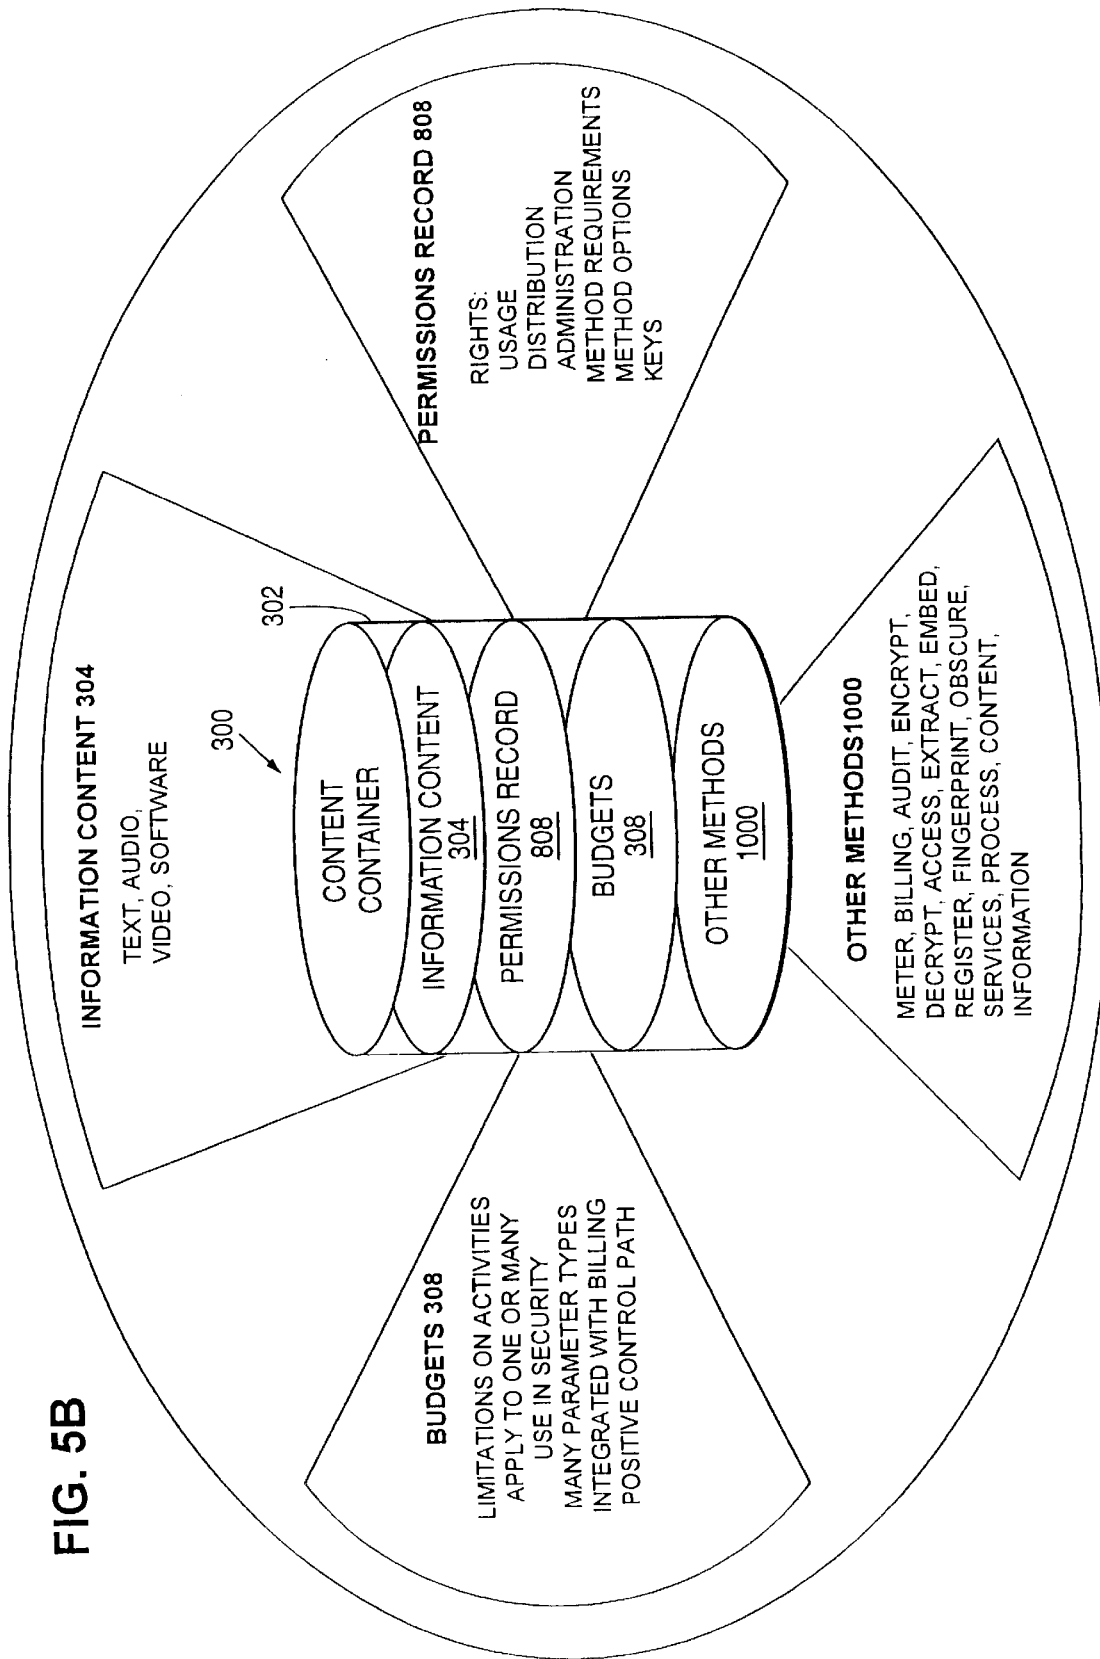 FIG. 5B
INFORMATION CONTENT 304
TEXT, AUDIO,
VIDEO, SOFTWARE
300
302
CONTENT
CONTAINER
INFORMATION CONTENT
304
PERMISSIONS RECORD
808
BUDGETS
308
OTHER METHODS
1000
BUDGETS 308
LIMITATIONS ON ACTIVITIES
APPLY TO ONE OR MANY
USE IN SECURITY
MANY PARAMETER TYPES
INTEGRATED WITH BILLING
POSITIVE CONTROL PATH
PERMISSIONS RECORD 808
RIGHTS:
USAGE
DISTRIBUTION
ADMINISTRATION
METHOD REQUIREMENTS
METHOD OPTIONS
KEYS
OTHER METHODS1000
METER, BILLING, AUDIT, ENCRYPT,
DECRYPT, ACCESS, EXTRACT, EMBED,
REGISTER, FINGERPRINT, OBSCURE,
SERVICES, PROCESS, CONTENT,
INFORMATION